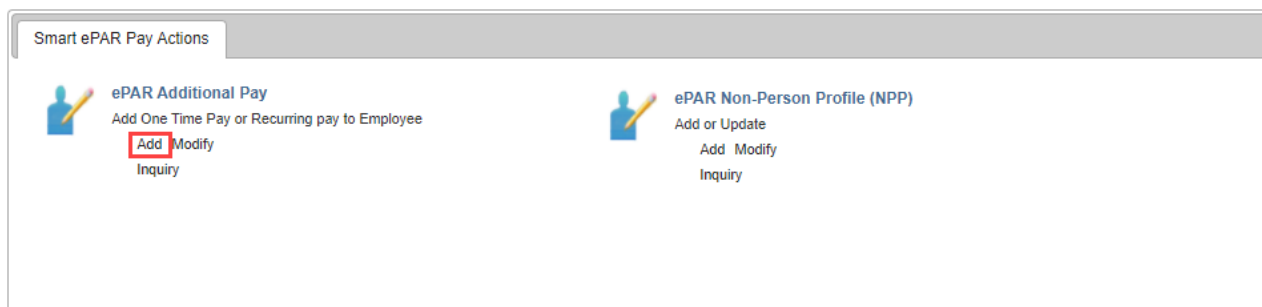 Smart ePAR Pay Actions
ePAR Additional Pay
Add One Time Pay or Recurring pay to Employee
Add Modify
Inquiry
ePAR Non-Person Profile (NPP)
Add or Update
Add Modify
Inquiry